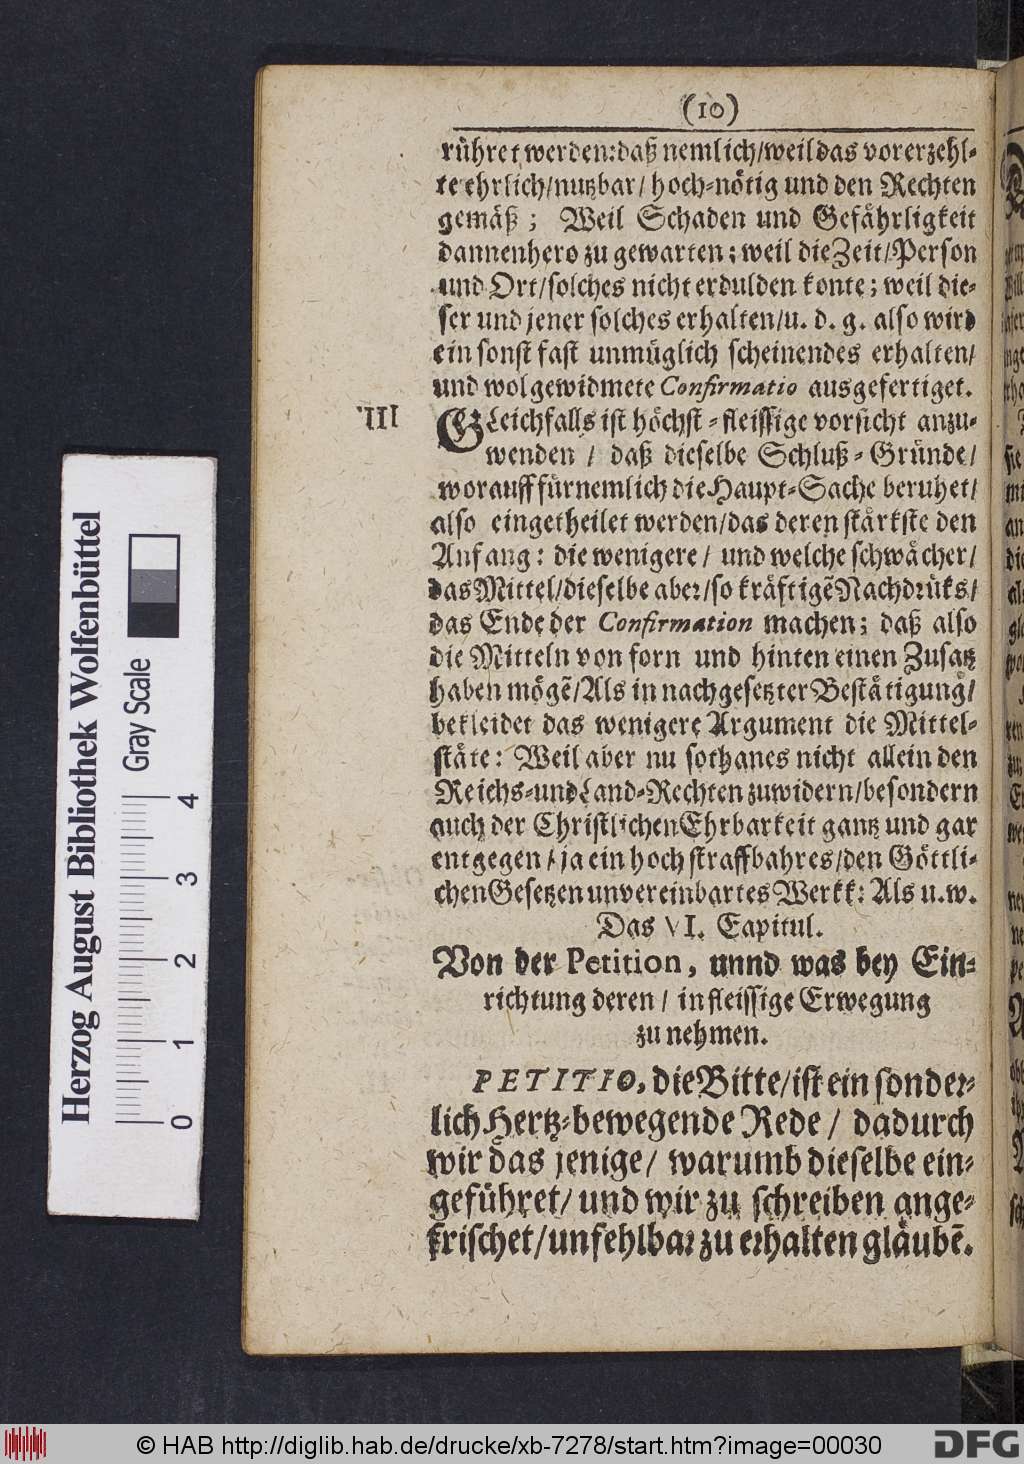 (10)
rühret werden: daß nemlich/ weil das vorerzehl-
te ehrlich/ nutzbar/ hoch-nötig und den Rechten
gemäß; Weil Schaden und Gefährligkeit
dannenhero zu gewarten; weil die Zeit/ Person
und Ort/ solches nicht erdulden konte; weil die-
ser und jener solches erhalten/ u. d. g. also wird
ein sonst fast unmüglich scheinendes erhalten/
und wolgewidmete Confirmatio ausgefertiget.
III. GLeichfalls ist höchst-fleissige vorsicht anzu-
wenden / daß dieselbe Schluß-Gründe/
worauff fürnemlich die Haupt-Sache beruhet/
also eingetheilet werden/ das deren stärkste den
Anfang: die wenigere/ und welche schwächer/
das Mittel/ dieselbe aber/ so kräftigẽ Nachdrüks/
das Ende der Confirmation machen; daß also
die Mitteln von forn und hinten einen Zusatz
haben mögẽ/ Als in nachgesetzter Bestätigung/
bekleidet das wenigere Argument die Mittel-
stäte: Weil aber nu sothanes nicht allein den
Reichs-und Land-Rechten zuwidern/ besondern
auch der Christlichen Ehrbarkeit gantz und gar
entgegen / ja ein hoch straffbahres/ den Göttli-
chen Gesetzen unvereinbartes Werkk: Als u.w.
Das VI. Capitul.
Von der Petition, unnd was bey Ein-
richtung deren/ in fleissige Erwegung
zu nehmen.
PETITIO, die Bitte/ ist ein sonder-
lich Hertz-bewegende Rede / dadurch
wir das jenige/ warumb dieselbe ein-
geführet/ und wir zu schreiben ange-
frischet/ unfehlbar zu erhalten gläubẽ.
Herzog August Bibliothek Wolfenbüttel
Gray Scale
0 1 2 3 4
© HAB http://diglib.hab.de/drucke/xb-7278/start.htm?image=00030
DFG